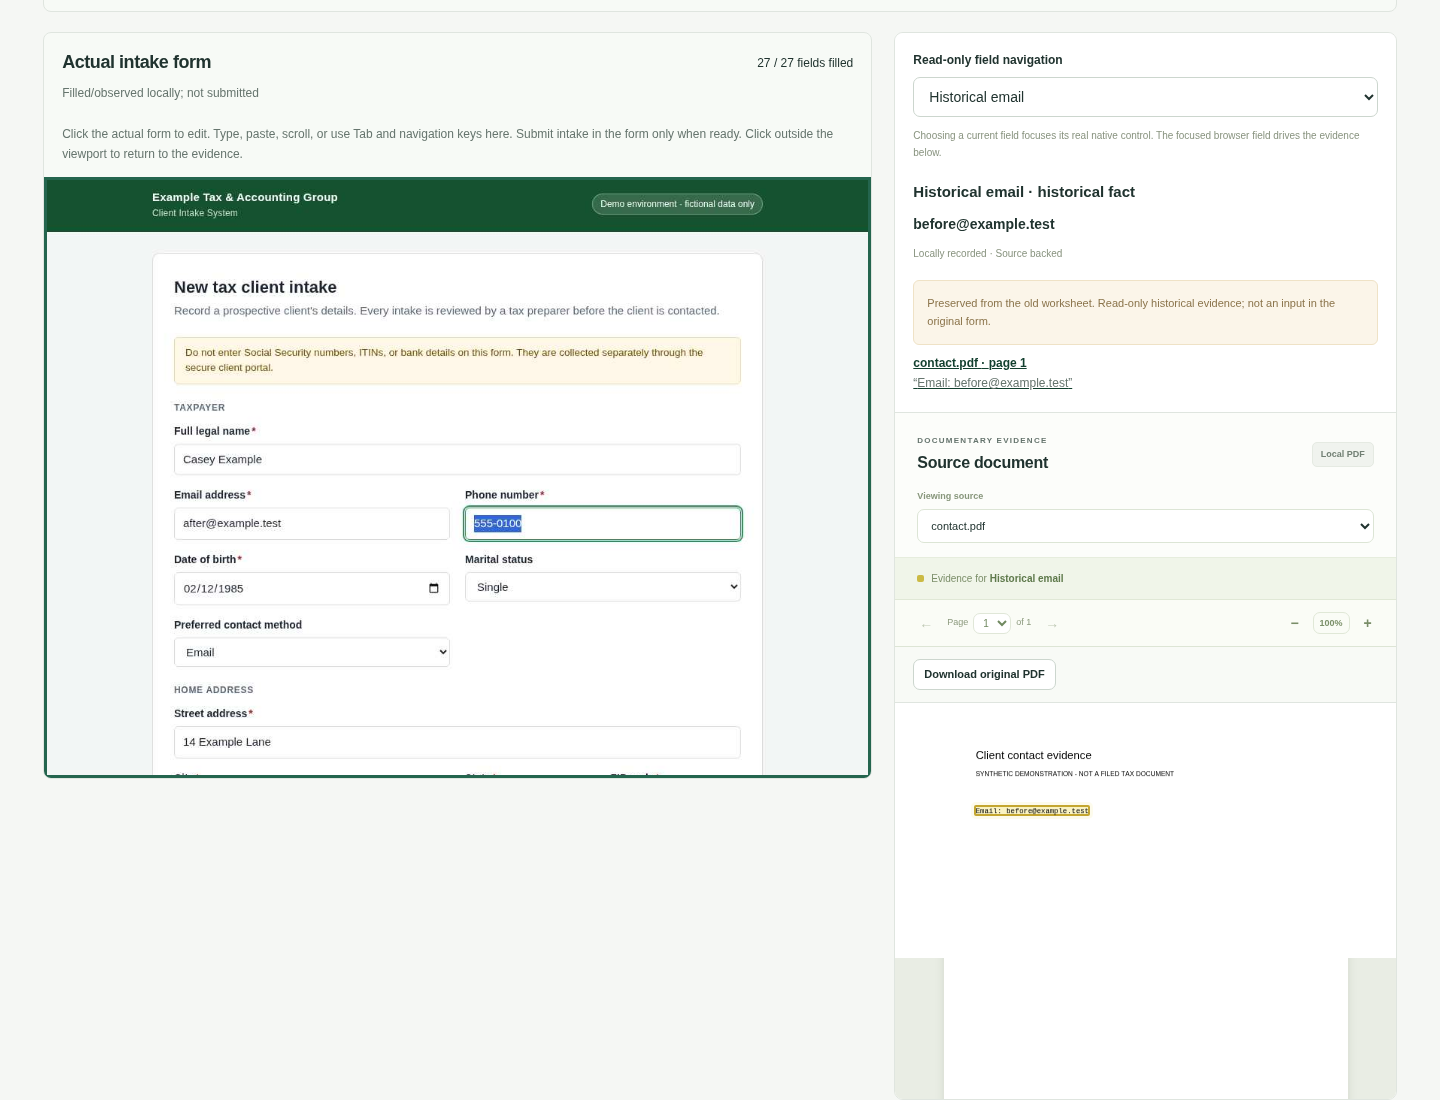 Actual intake form
27 / 27 fields filled
Filled/observed locally; not submitted
Click the actual form to edit. Type, paste, scroll, or use Tab and navigation keys here. Submit intake in the form only when ready. Click outside the
viewport to return to the evidence.
Example Tax & Accounting Group
Client Intake System
Demo environment - fictional data only
New tax client intake
Record a prospective client's details. Every intake is reviewed by a tax preparer before the client is contacted.
Do not enter Social Security numbers, ITINs, or bank details on this form. They are collected separately through the
secure client portal.
TAXPAYER
Full legal name*
Casey Example
Email address*
Phone number*
after@example.test
555-0100
Date of birth*
Marital status
02/12/1985
Single
Preferred contact method
Email
HOME ADDRESS
Street address*
14 Example Lane
Read-only field navigation
Historical email
Choosing a current field focuses its real native control. The focused browser field drives the evidence
below.
Historical email · historical fact
before@example.test
Locally recorded · Source backed
Preserved from the old worksheet. Read-only historical evidence; not an input in the
original form.
contact.pdf · page 1
“Email: before@example.test”
DOCUMENTARY EVIDENCE
Source document
Local PDF
Viewing source
contact.pdf
Evidence for Historical email
← Page 1 of 1 → − 100% +
Download original PDF
Client contact evidence
SYNTHETIC DEMONSTRATION - NOT A FILED TAX DOCUMENT
Email: before@example.test